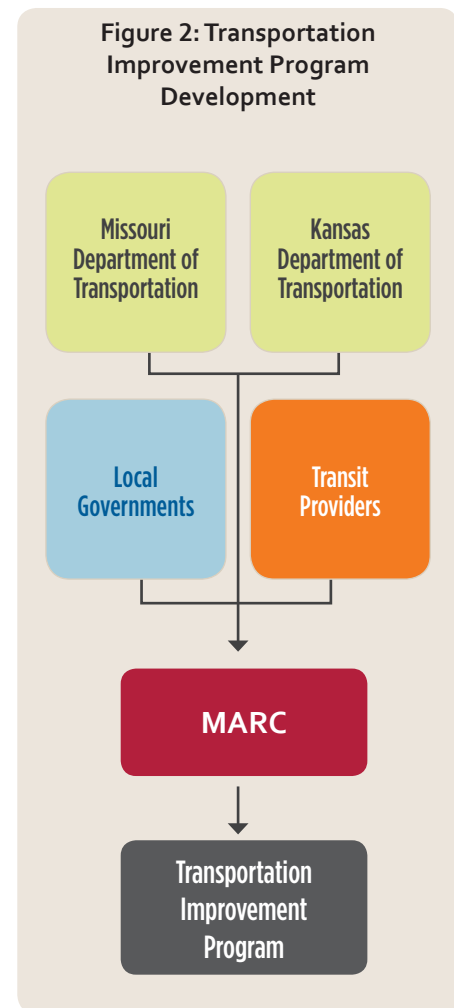 Figure 2: Transportation
Improvement Program
Development
Missouri
Department of
Transportation
Kansas
Department of
Transportation
Local
Governments
Transit
Providers
MARC
Transportation
Improvement
Program